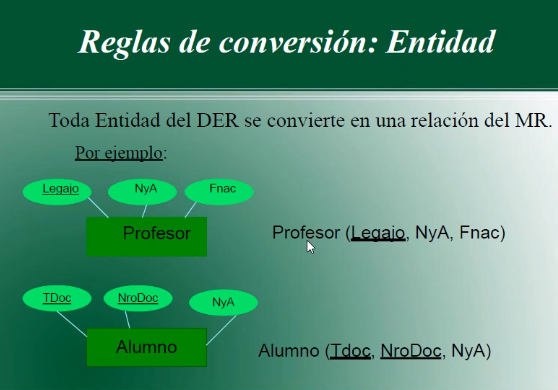 Reglas de conversión: Entidad
Toda Entidad del DER se convierte en una relación del MR.
Por ejemplo:
Legajo NyA Fnac
Profesor
Profesor (Legajo, NyA, Fnac)
TDoc NroDoc NyA
Alumno
Alumno (Tdoc, NroDoc, NyA)